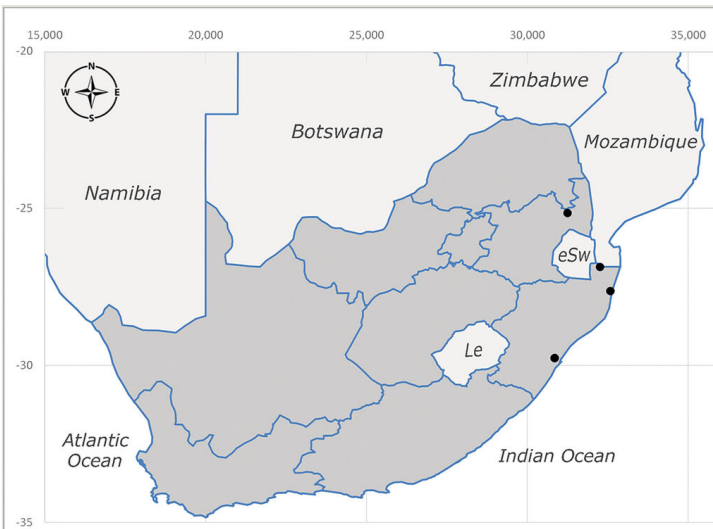 15,000 20,000 25,000 30,000 35,000
-20
N
W E
S
Zimbabwe
Botswana
Mozambique
Namibia
-25
eSw
-30
Le
Atlantic
Ocean
Indian Ocean
-35